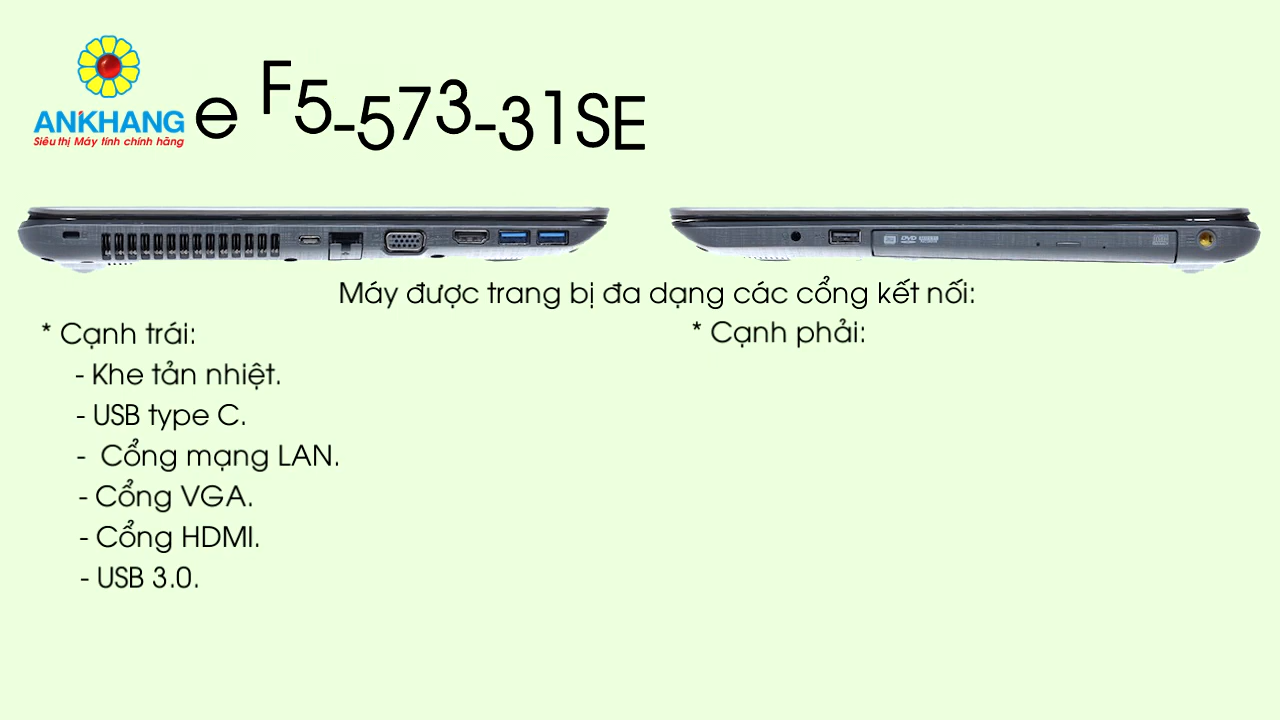 ANKHANG
Siêu thị Máy tính chính hãng
e F5-573-31SE
Máy được trang bị đa dạng các cổng kết nối:
* Cạnh trái:
- Khe tản nhiệt.
- USB type C.
- Cổng mạng LAN.
- Cổng VGA.
- Cổng HDMI.
- USB 3.0.
* Cạnh phải: